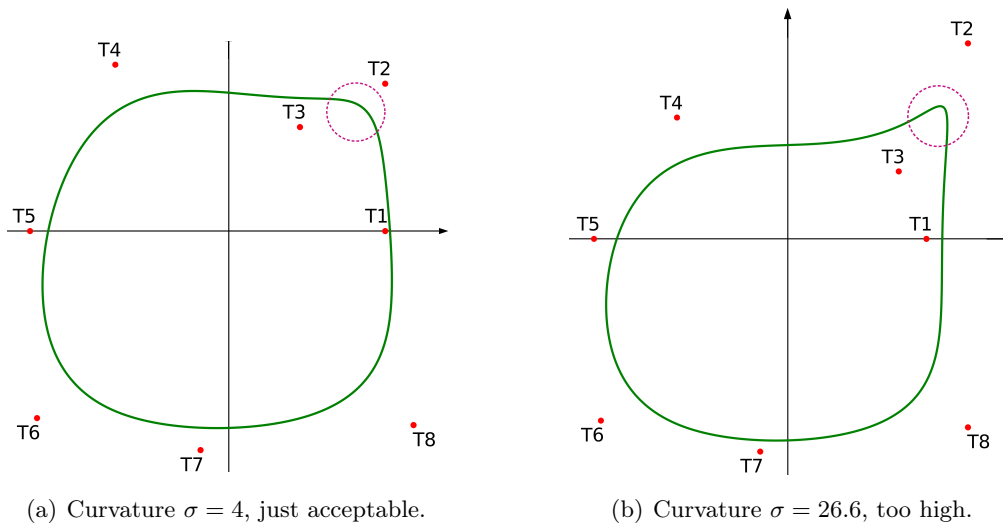 T4
T2
T3
T5
T1
T6
T7
T8
(a) Curvature σ = 4, just acceptable.
T2
T4
T3
T5
T1
T6
T7
T8
(b) Curvature σ = 26.6, too high.